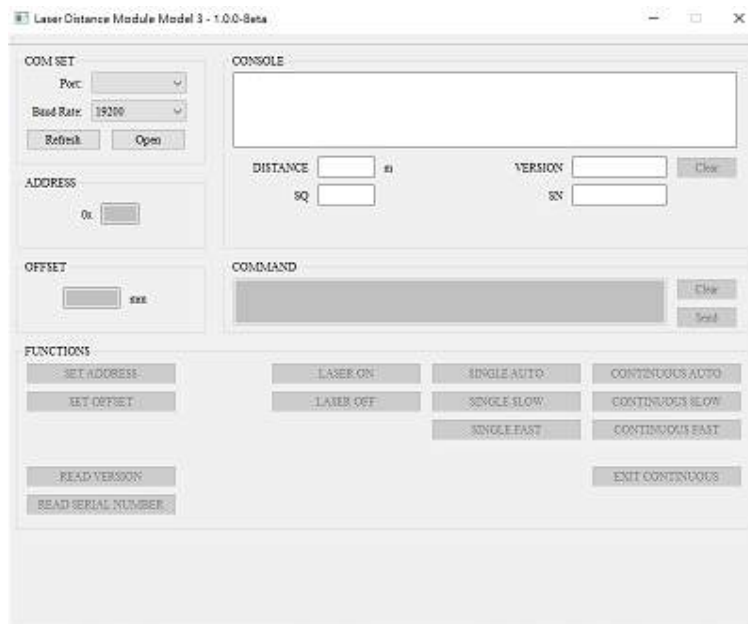 Laser Distance Module Model 3 - 1.0.0-Beta
COM SET
Port:
Baud Rate: 19200
Refresh Open
ADDRESS
0x
OFFSET
mm
CONSOLE
DISTANCE m VERSION Clear
SQ SN
COMMAND
Clear
Send
FUNCTIONS
SET ADDRESS LASER ON SINGLE AUTO CONTINUOUS AUTO
SET OFFSET LASER OFF SINGLE SLOW CONTINUOUS SLOW
SINGLE FAST CONTINUOUS FAST
READ VERSION EXIT CONTINUOUS
READ SERIAL NUMBER